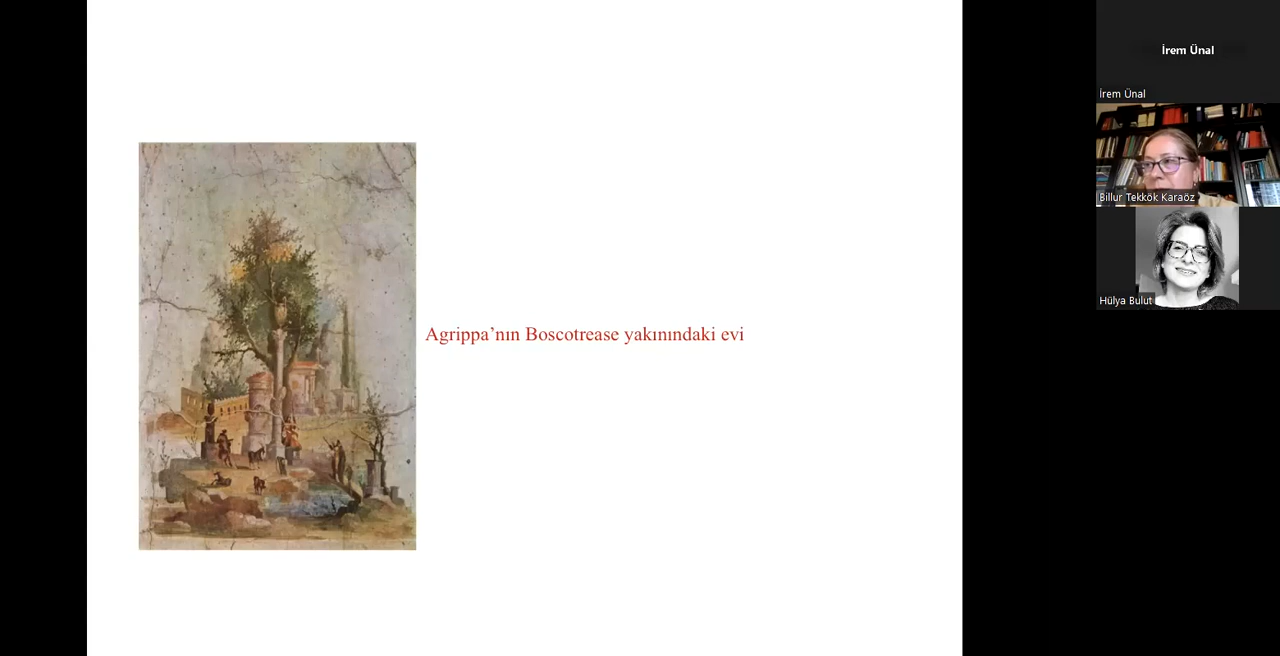 Agrippa’nın Boscotrease yakınındaki evi
İrem Ünal
İrem Ünal
Billur Tekkök Karaöz
Hülya Bulut